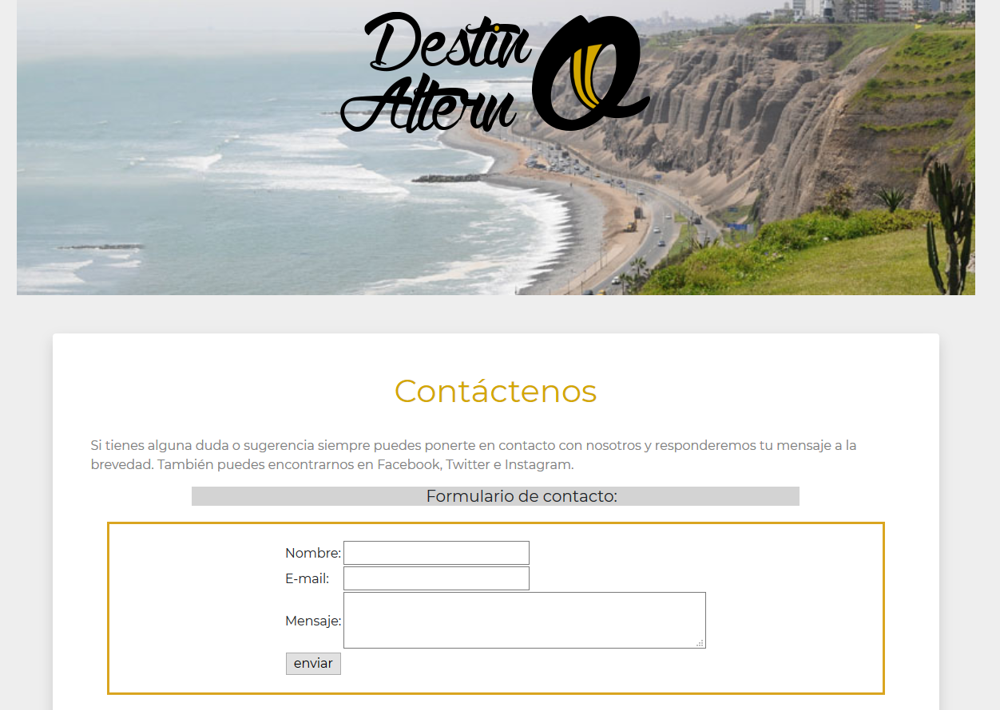 Destin
Altern O
Contáctenos
Si tienes alguna duda o sugerencia siempre puedes ponerte en contacto con nosotros y responderemos tu mensaje a la
brevedad. También puedes encontrarnos en Facebook, Twitter e Instagram.
Formulario de contacto:
Nombre:
E-mail:
Mensaje:
enviar